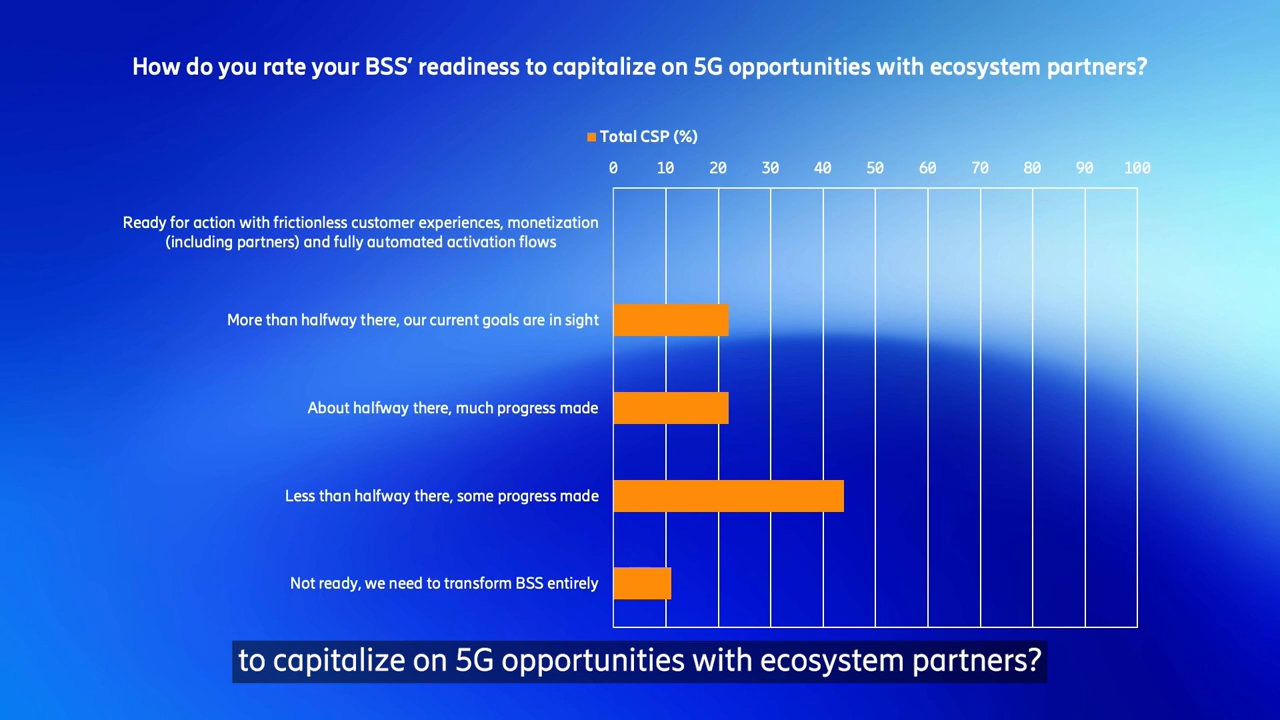 How do you rate your BSS’ readiness to capitalize on 5G opportunities with ecosystem partners?
Total CSP (%)
0 10 20 30 40 50 60 70 80 90 100
Ready for action with frictionless customer experiences, monetization
(including partners) and fully automated activation flows
More than halfway there, our current goals are in sight
About halfway there, much progress made
Less than halfway there, some progress made
Not ready, we need to transform BSS entirely
to capitalize on 5G opportunities with ecosystem partners?